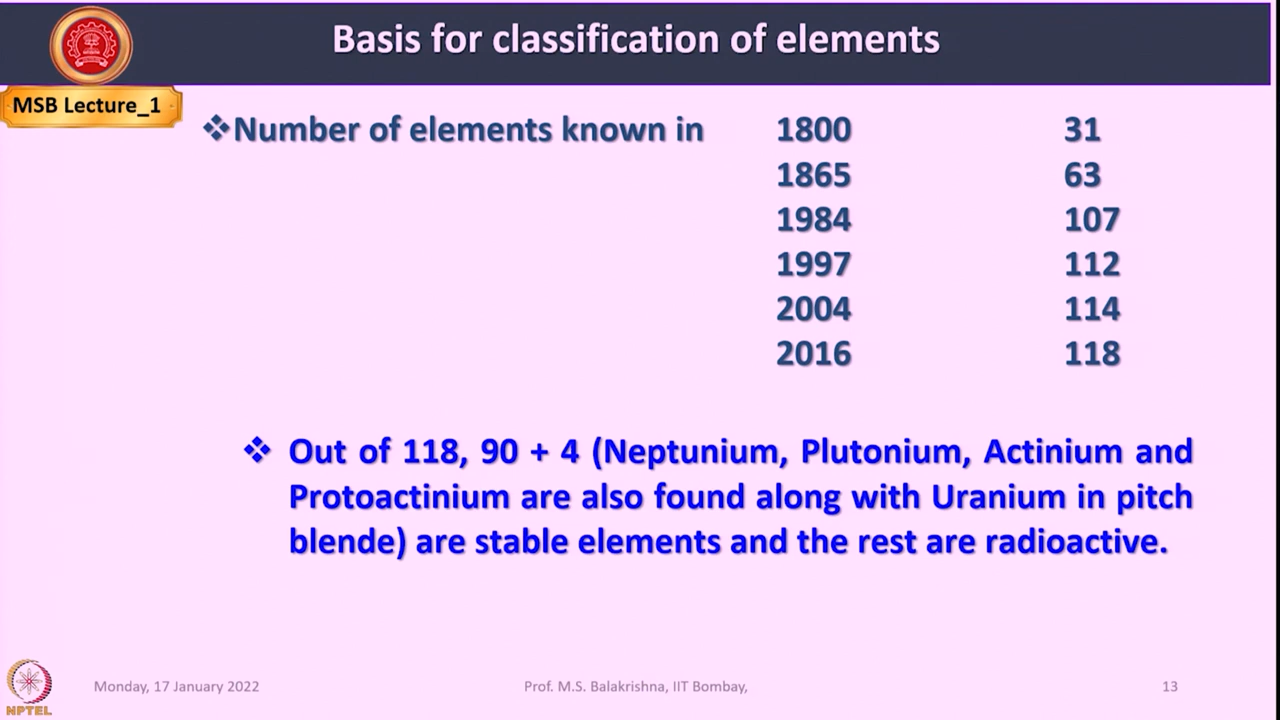 Basis for classification of elements
MSB Lecture_1
❖Number of elements known in 1800 31
1865 63
1984 107
1997 112
2004 114
2016 118
❖ Out of 118, 90 + 4 (Neptunium, Plutonium, Actinium and
Protoactinium are also found along with Uranium in pitch
blende) are stable elements and the rest are radioactive.
NPTEL
Monday, 17 January 2022 Prof. M.S. Balakrishna, IIT Bombay, 13